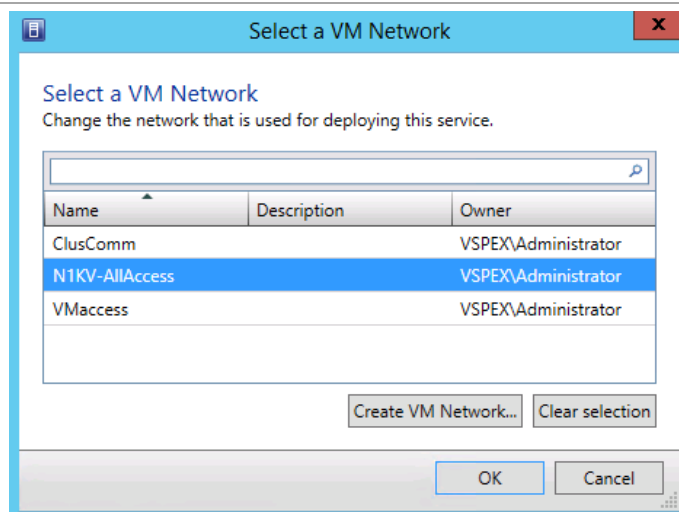 Select a VM Network
x
Select a VM Network
Change the network that is used for deploying this service.
Name Description Owner
ClusComm VSPEX\Administrator
N1KV-AllAccess VSPEX\Administrator
VMaccess VSPEX\Administrator
Create VM Network... Clear selection
OK Cancel